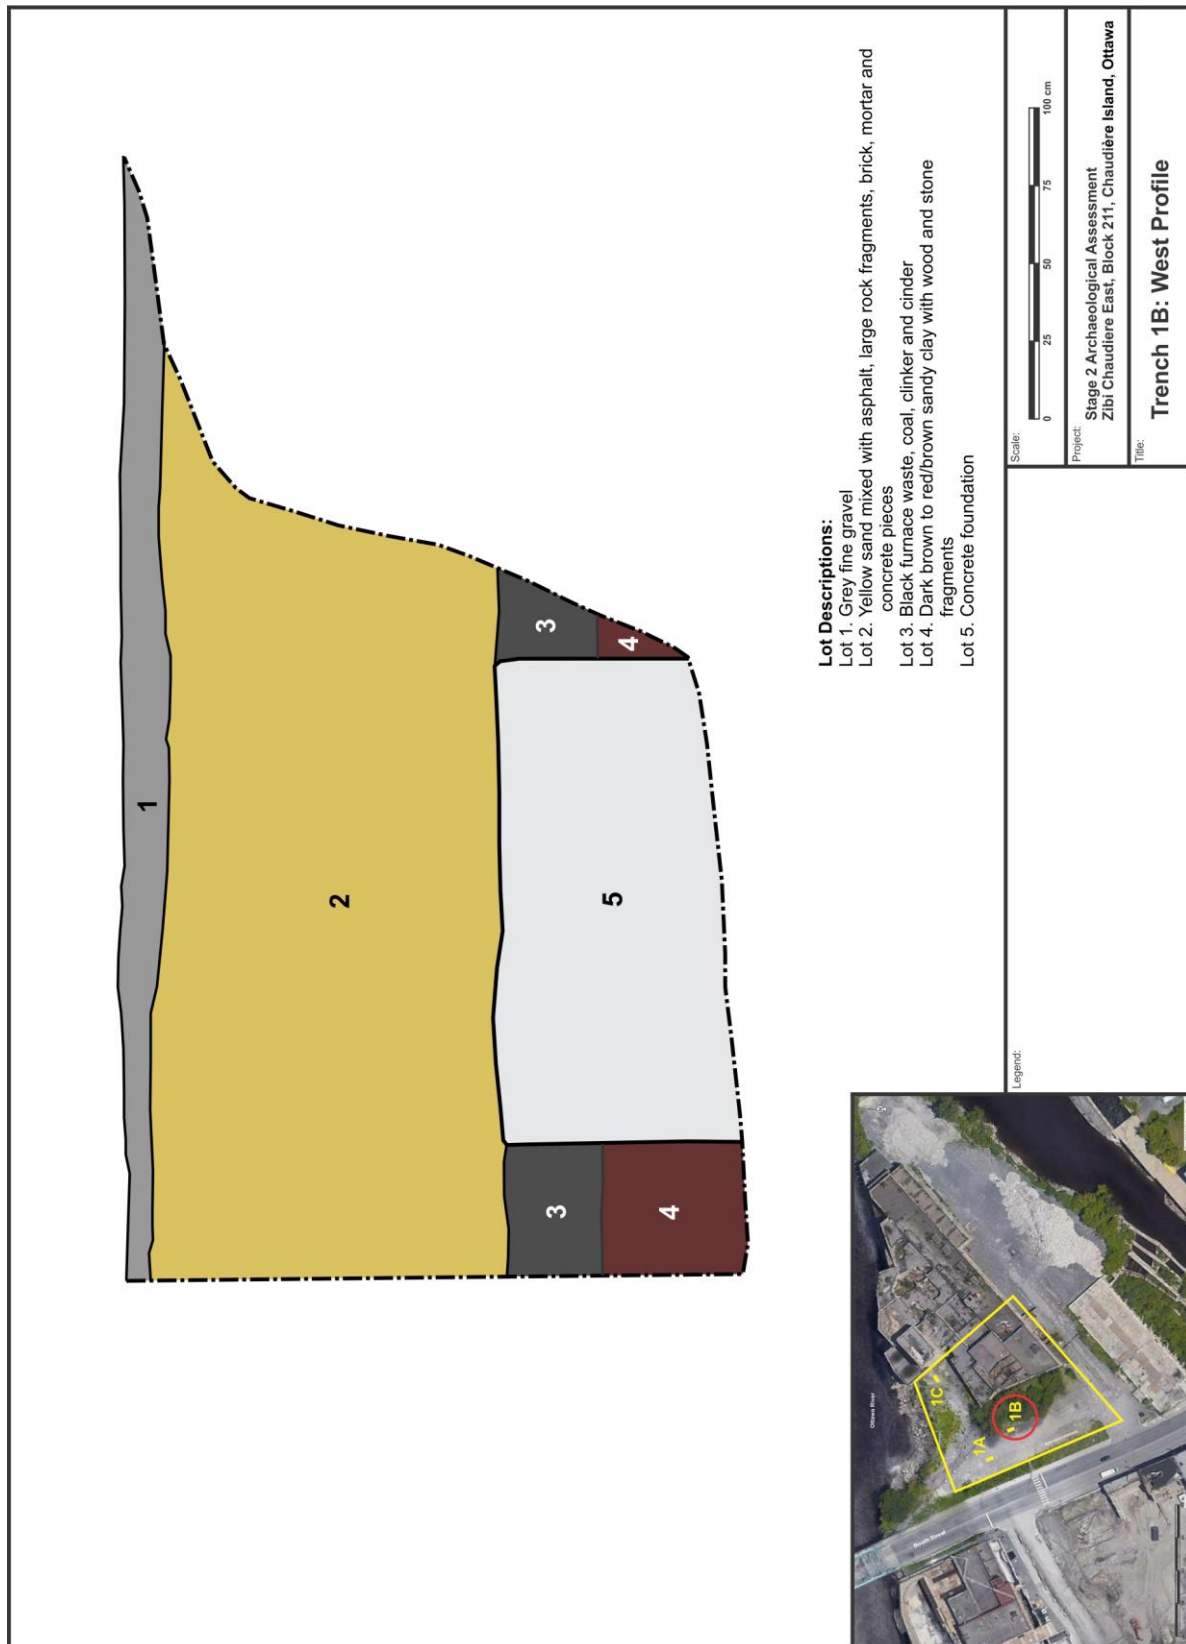 1
2
3
4
5
3
4
Lot Descriptions:
Lot 1. Grey fine gravel
Lot 2. Yellow sand mixed with asphalt, large rock fragments, brick, mortar and
concrete pieces
Lot 3. Black furnace waste, coal, clinker and cinder
Lot 4. Dark brown to red/brown sandy clay with wood and stone
fragments
Lot 5. Concrete foundation
Ottawa River
1C
1A
1B
Booth Street
Legend:
Scale:
0 25 50 75 100 cm
Project:
Stage 2 Archaeological Assessment
Zibi Chaudiere East, Block 211, Chaudière Island, Ottawa
Title:
Trench 1B: West Profile